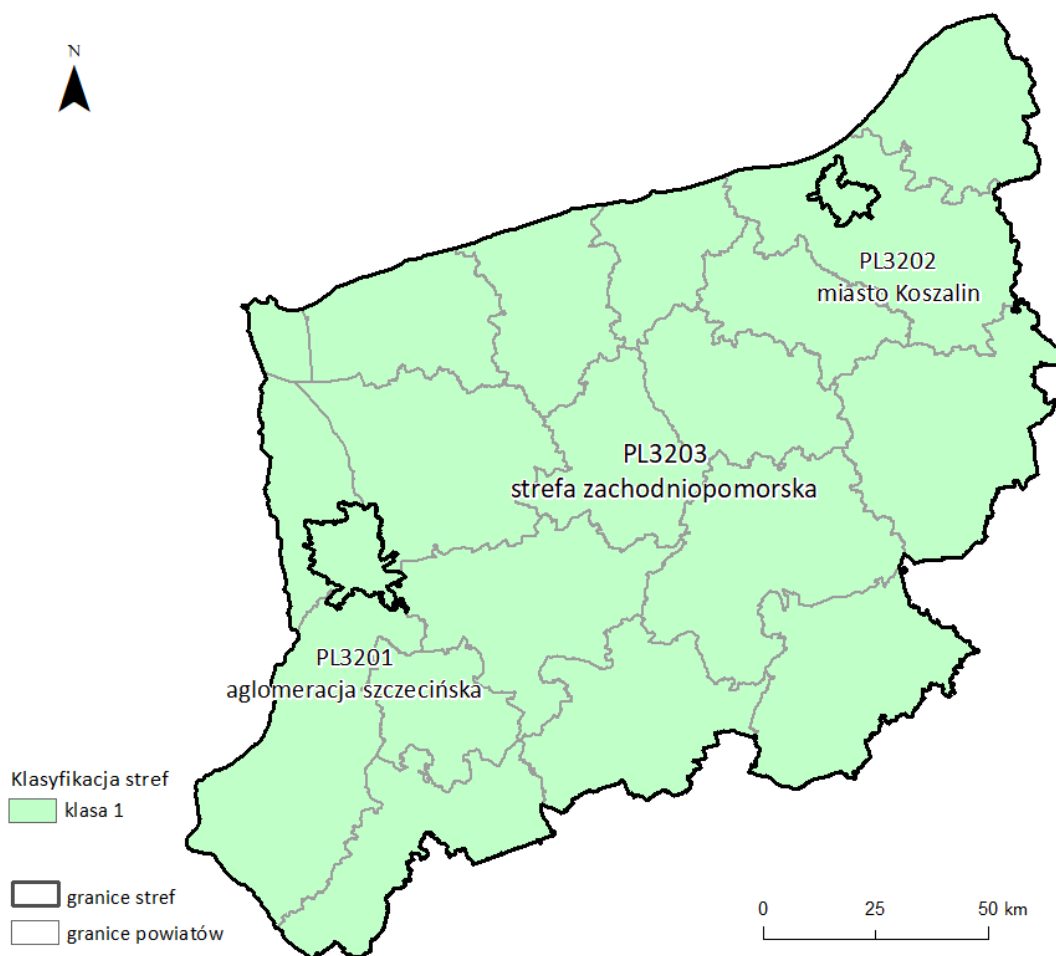 N
PL3202
miasto Koszalin
PL3203
strefa zachodniopomorska
PL3201
aglomeracja szczecińska
Klasyfikacja stref
klasa 1
granice stref
granice powiatów
0 25 50 km